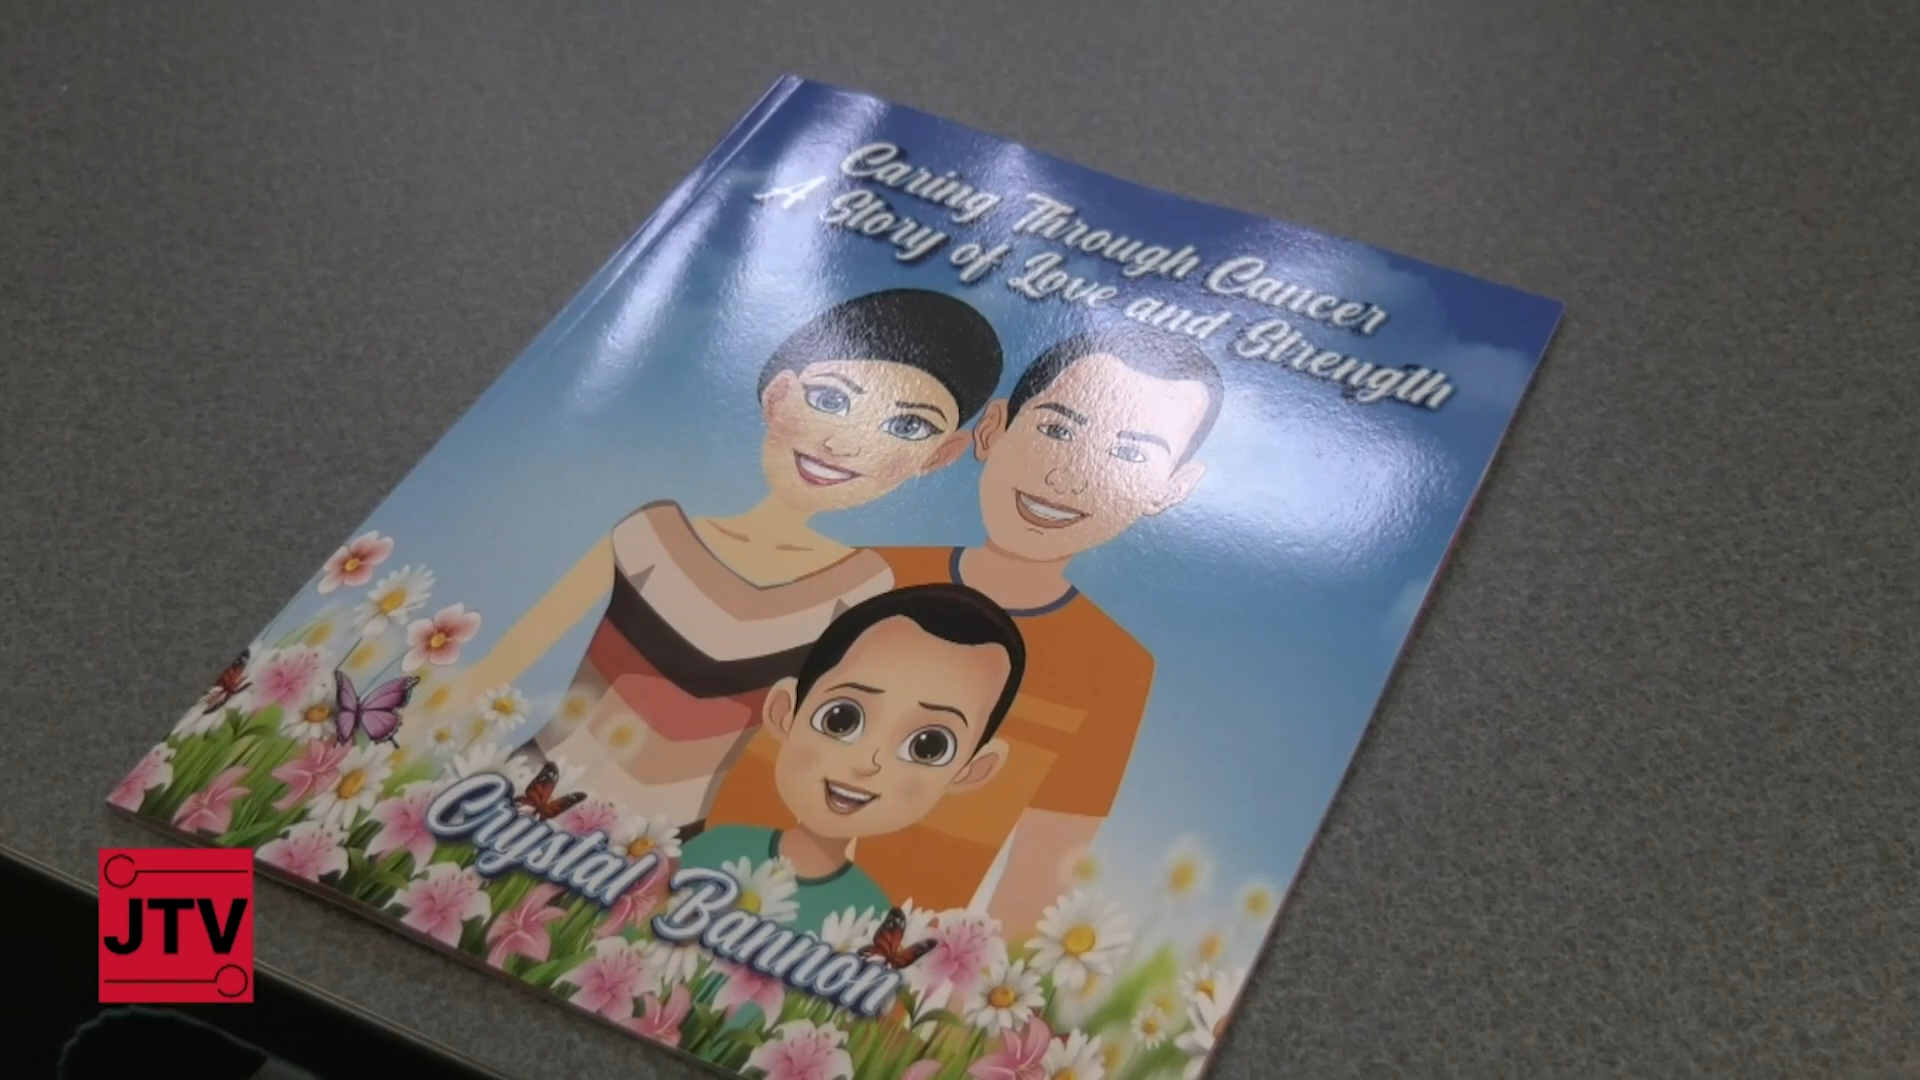 Caring Through Cancer
A Story of Love and Strength
Crystal Bannon
JTV